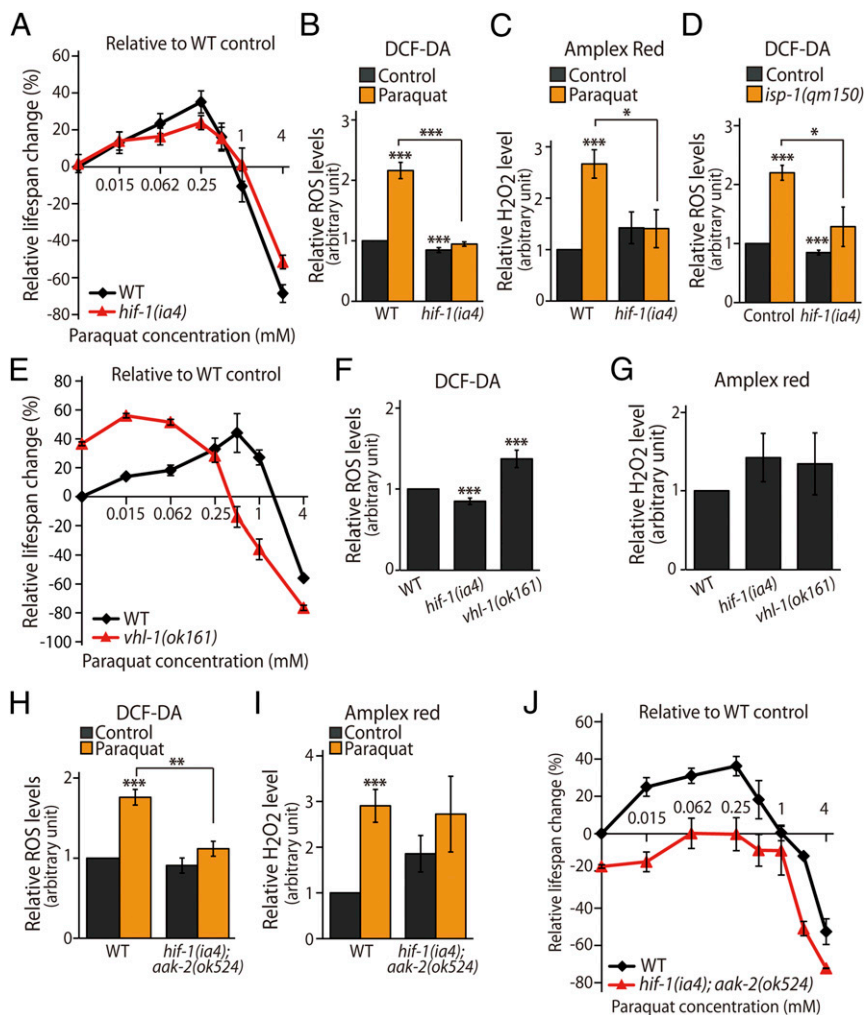 A
Relative to WT control
Relative lifespan change (%)
60
40
20
0
-20
-40
-60
-80
0.015
0.062
0.25
1
4
WT
hif-1(ia4)
Paraquat concentration (mM)
B
DCF-DA
Control
Paraquat
Relative ROS levels
(arbitrary unit)
3
2
1
0
***
***
***
WT
hif-1(ia4)
C
Amplex Red
Control
Paraquat
Relative H2O2 level
(arbitrary unit)
3
2
1
0
*
***
WT
hif-1(ia4)
D
DCF-DA
Control
isp-1(qm150)
Relative ROS levels
(arbitrary unit)
3
2
1
0
*
***
***
Control
hif-1(ia4)
E
Relative to WT control
Relative lifespan change (%)
80
60
40
20
0
-20
-40
-60
-80
-100
0.015
0.062
0.25
1
4
WT
vhl-1(ok161)
Paraquat concentration (mM)
F
DCF-DA
Relative ROS levels
(arbitrary unit)
2
1
0
***
***
WT
hif-1(ia4)
vhl-1(ok161)
G
Amplex red
Relative H2O2 level
(arbitrary unit)
2
1
0
WT
hif-1(ia4)
vhl-1(ok161)
H
DCF-DA
Control
Paraquat
Relative ROS levels
(arbitrary unit)
2
1
0
**
***
WT
hif-1(ia4);
aak-2(ok524)
I
Amplex red
Control
Paraquat
Relative H2O2 level
(arbitrary unit)
4
3
2
1
0
***
WT
hif-1(ia4);
aak-2(ok524)
J
Relative to WT control
Relative lifespan change (%)
60
40
20
0
-20
-40
-60
-80
0.015
0.062
0.25
1
4
WT
hif-1(ia4); aak-2(ok524)
Paraquat concentration (mM)